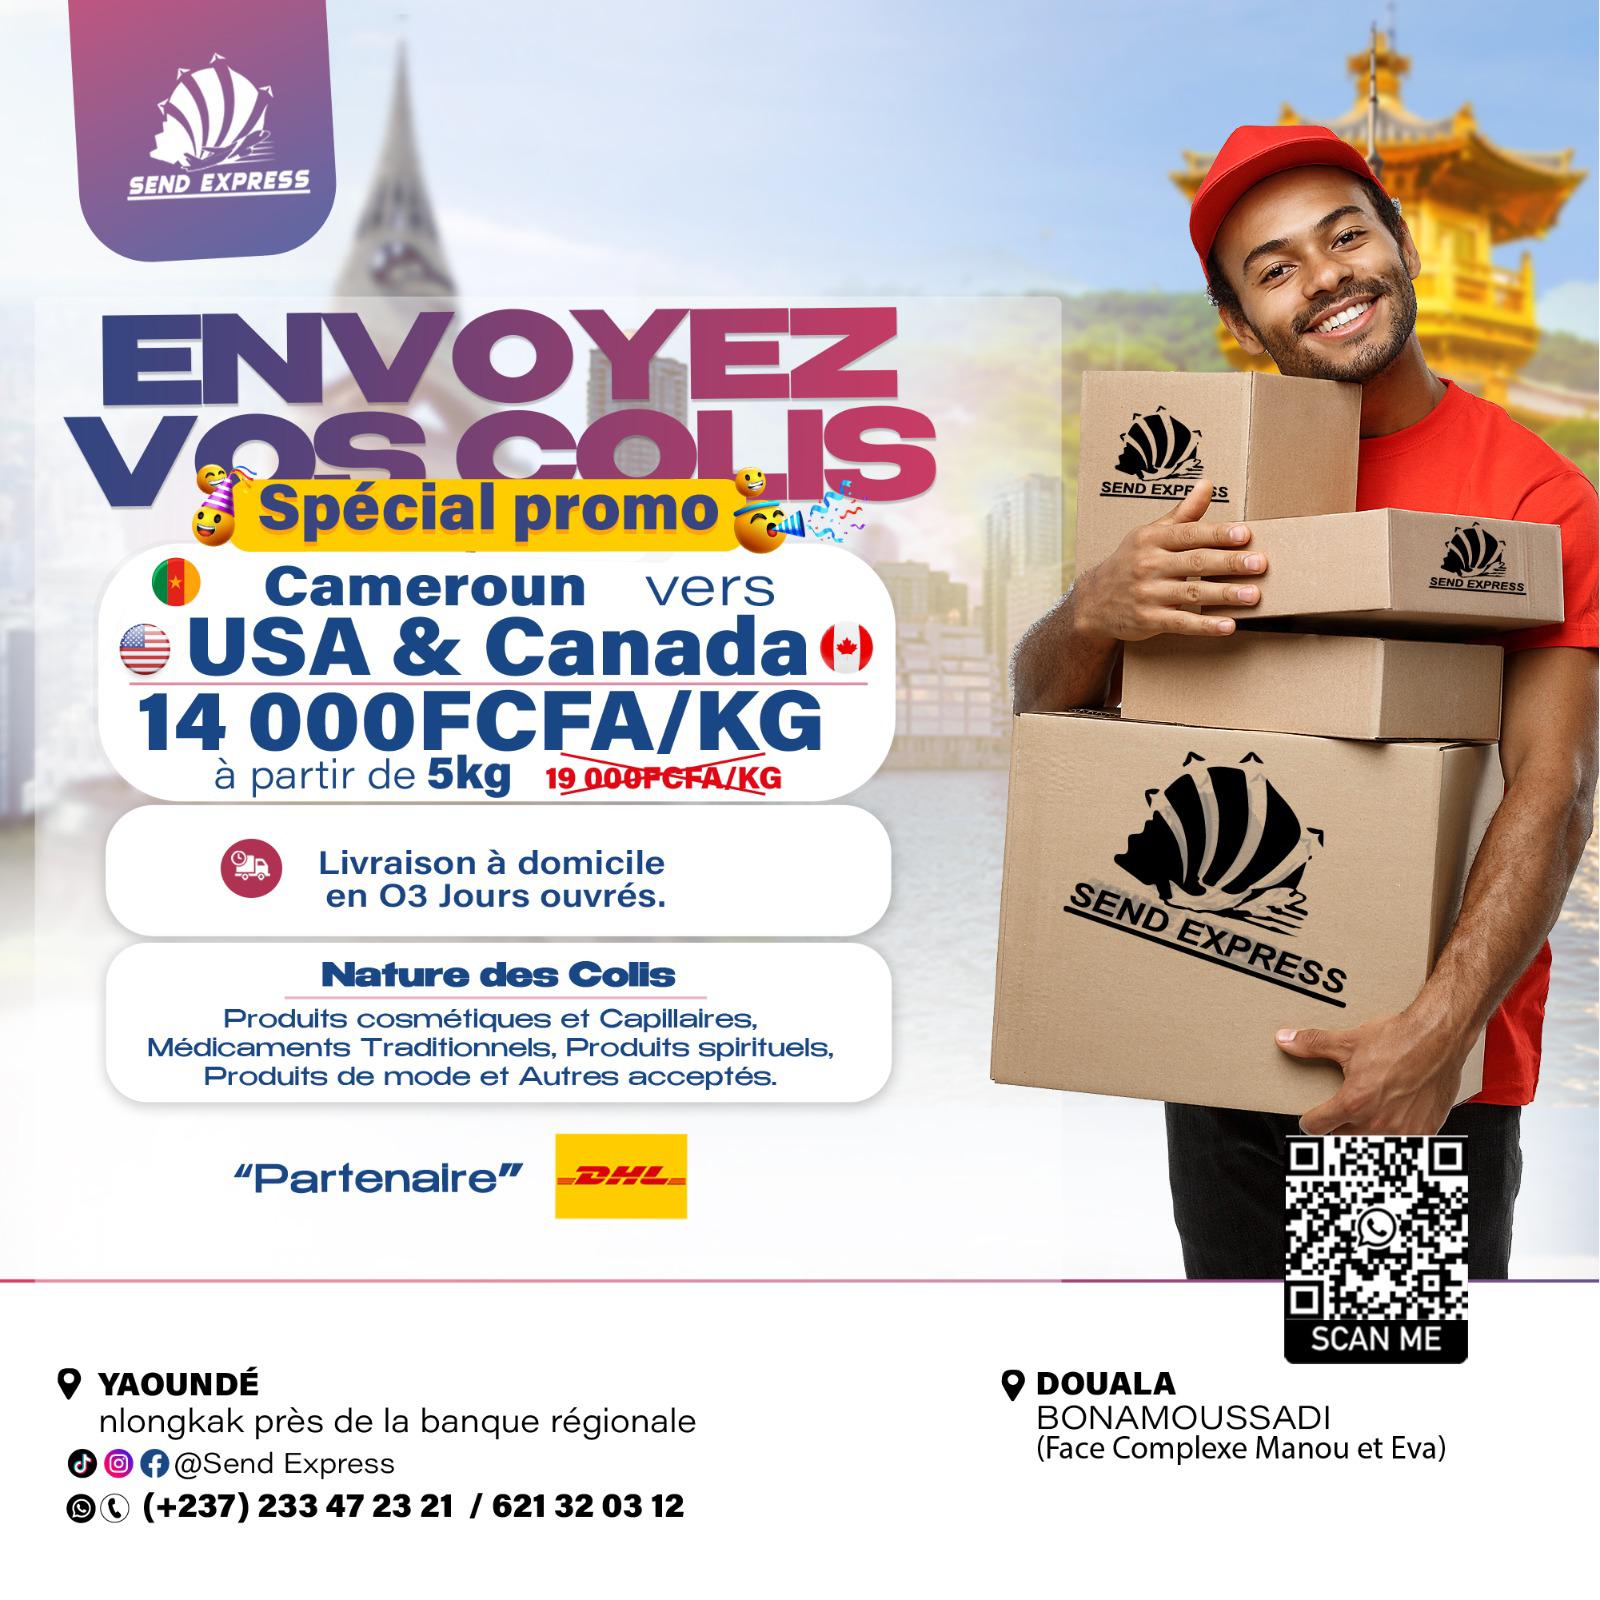 SEND EXPRESS
ENVOYEZ
VOS COLIS
Spécial promo
Cameroun vers
USA & Canada
14 000FCFA/KG
à partir de 5kg 19 000FCFA/KG
Livraison à domicile
en O3 Jours ouvrés.
Nature des Colis
Produits cosmétiques et Capillaires,
Médicaments Traditionnels, Produits spirituels,
Produits de mode et Autres acceptés.
“Partenaire” DHL
SEND EXPRESS
SEND EXPRESS
SEND EXPRESS
SCAN ME
YAOUNDÉ
nlongkak près de la banque régionale
@Send Express
(+237) 233 47 23 21 / 621 32 03 12
DOUALA
BONAMOUSSADI
(Face Complexe Manou et Eva)